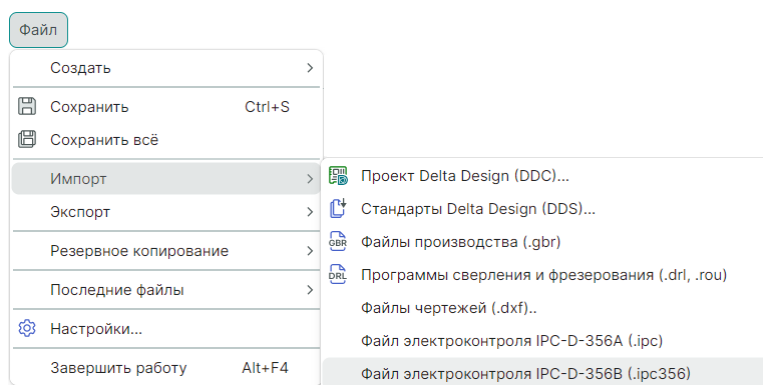 Файл
Создать
Сохранить Ctrl+S
Сохранить всё
Импорт
Экспорт
Резервное копирование
Последние файлы
Настройки...
Завершить работу Alt+F4
Проект Delta Design (DDC)...
Стандарты Delta Design (DDS)...
GBR Файлы производства (.gbr)
DRL Программы сверления и фрезерования (.drl, .rou)
Файлы чертежей (.dxf)..
Файл электроконтроля IPC-D-356A (.ipc)
Файл электроконтроля IPC-D-356B (.ipc356)